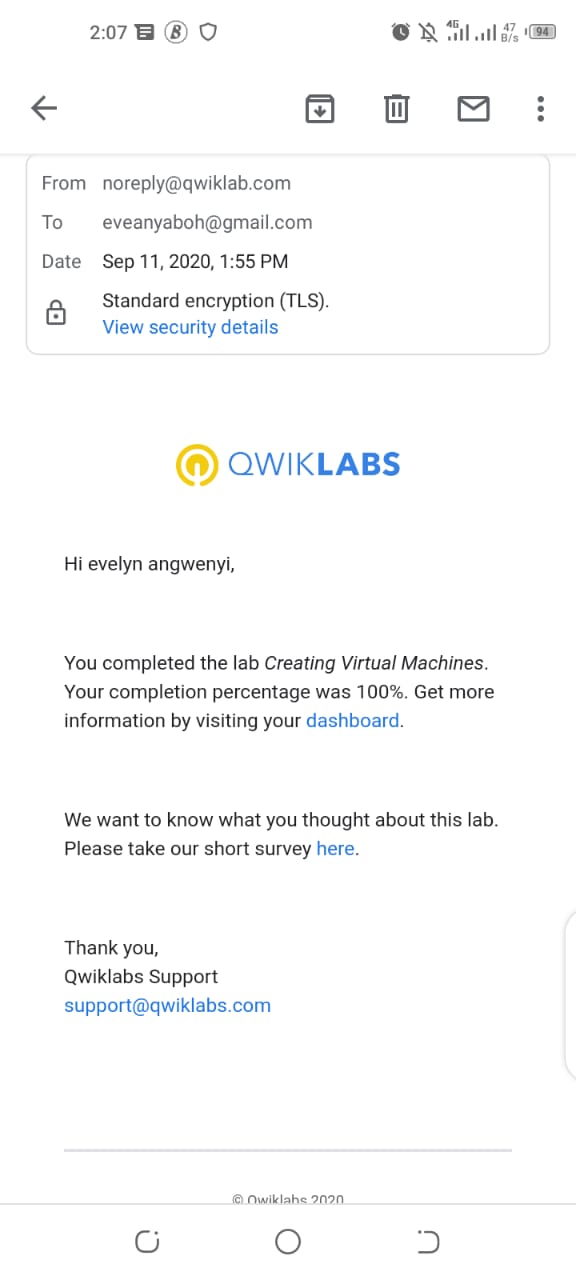 2:07 B 4G 47 B/s 94
From noreply@qwiklab.com
To eveanyaboh@gmail.com
Date Sep 11, 2020, 1:55 PM
Standard encryption (TLS).
View security details
QWIKLABS
Hi evelyn angwenyi,
You completed the lab Creating Virtual Machines.
Your completion percentage was 100%. Get more
information by visiting your dashboard.
We want to know what you thought about this lab.
Please take our short survey here.
Thank you,
Qwiklabs Support
support@qwiklabs.com
© Qwiklabs 2020